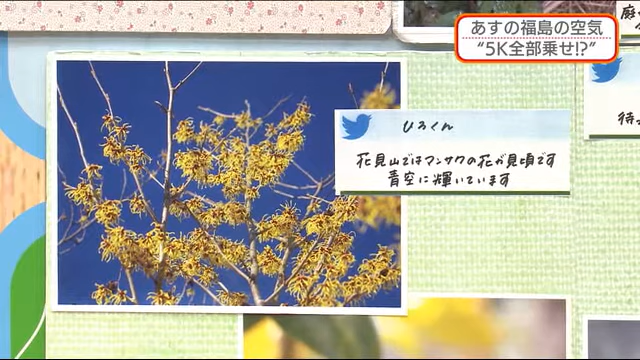 あすの福島の空気
“5K全部乗せ!?”
ひろくん
花見山ではマンサクの花が見頃です
青空に輝いています
待